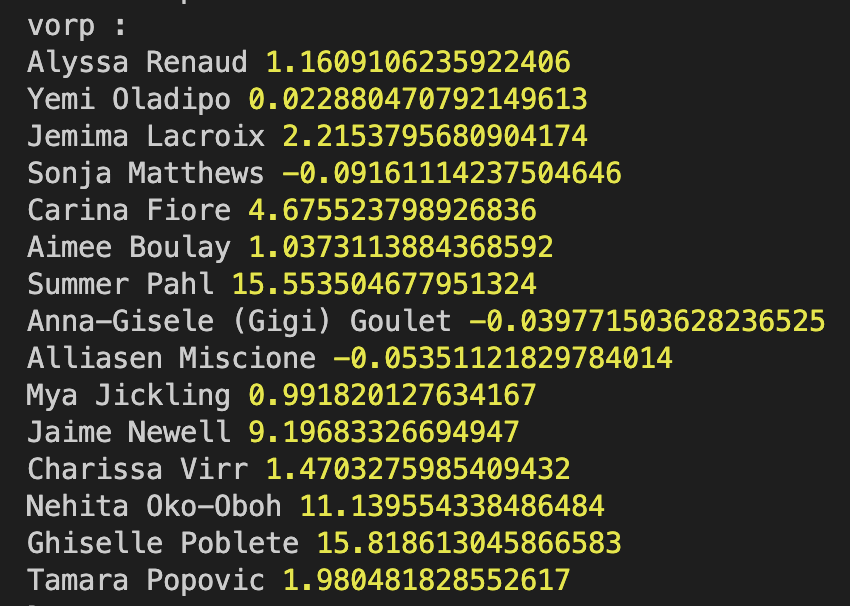 vorp :
Alyssa Renaud 1.1609106235922406
Yemi Oladipo 0.022880470792149613
Jemima Lacroix 2.2153795680904174
Sonja Matthews -0.09161114237504646
Carina Fiore 4.675523798926836
Aimee Boulay 1.0373113884368592
Summer Pahl 15.553504677951324
Anna-Gisele (Gigi) Goulet -0.039771503628236525
Alliasen Miscione -0.05351121829784014
Mya Jickling 0.991820127634167
Jaime Newell 9.19683326694947
Charissa Virr 1.4703275985409432
Nehita Oko-Oboh 11.139554338486484
Ghiselle Poblete 15.818613045866583
Tamara Popovic 1.980481828552617